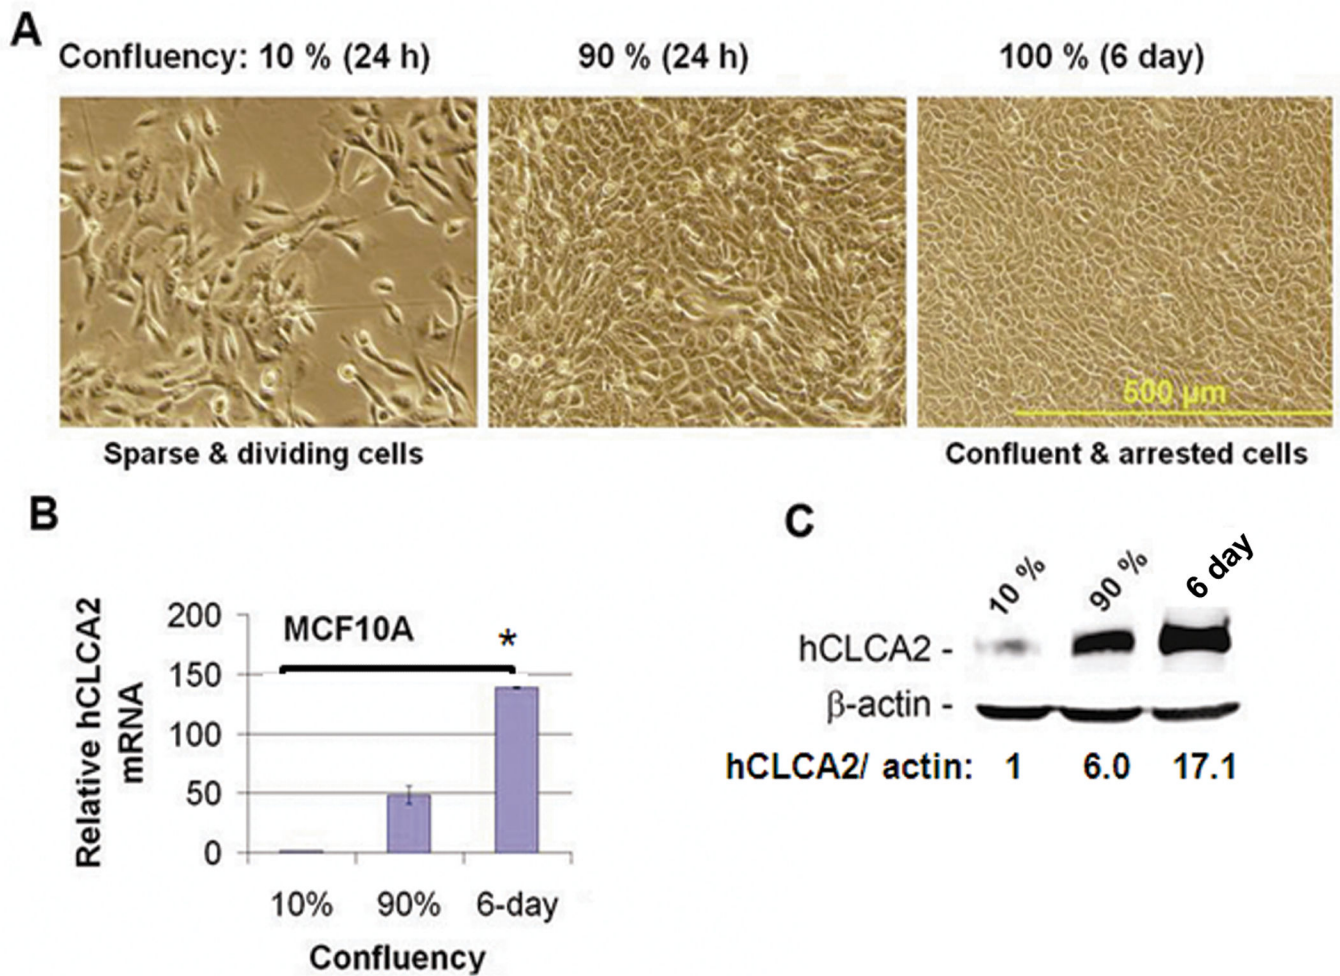 A
Confluency: 10 % (24 h) 90 % (24 h) 100 % (6 day)
500 µm
Sparse & dividing cells Confluent & arrested cells
B
Relative hCLCA2
mRNA
200
150
100
50
0
MCF10A
*
10% 90% 6-day
Confluency
C
10 % 90 % 6 day
hCLCA2 -
β-actin -
hCLCA2/ actin: 1 6.0 17.1